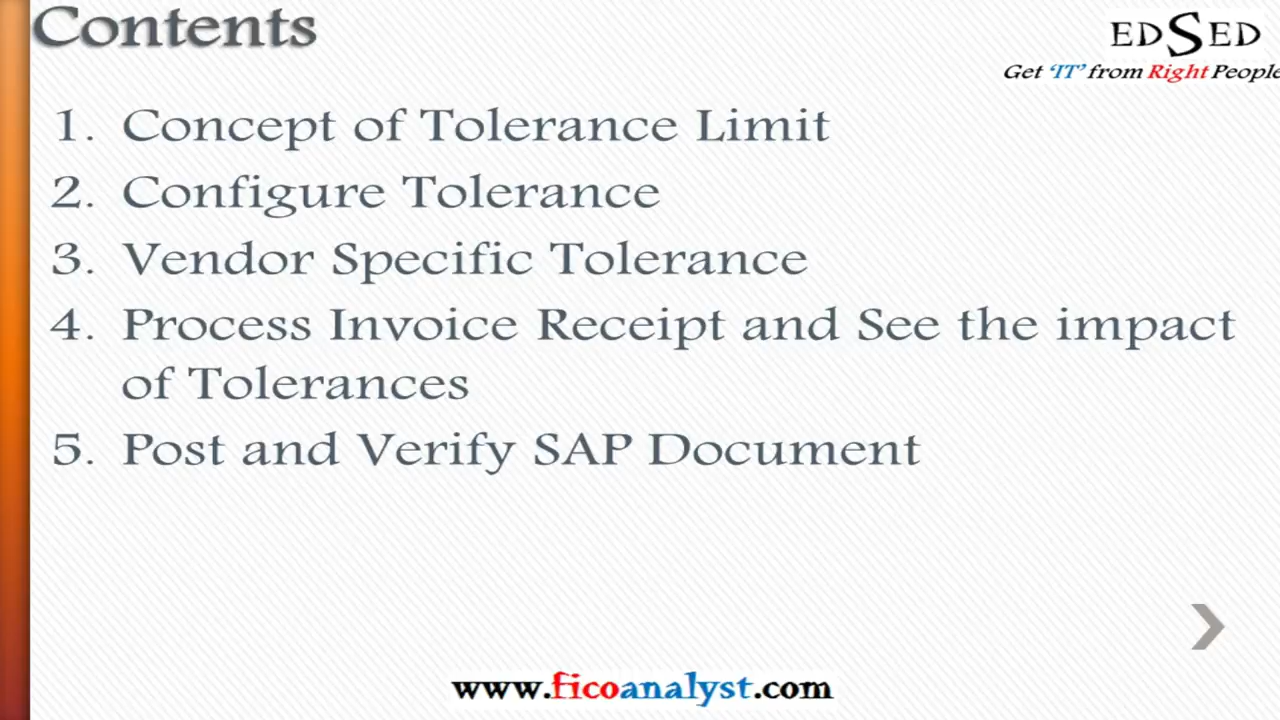 Contents
EDSED
Get ‘IT’ from Right People
1. Concept of Tolerance Limit
2. Configure Tolerance
3. Vendor Specific Tolerance
4. Process Invoice Receipt and See the impact
of Tolerances
5. Post and Verify SAP Document
www.ficoanalyst.com